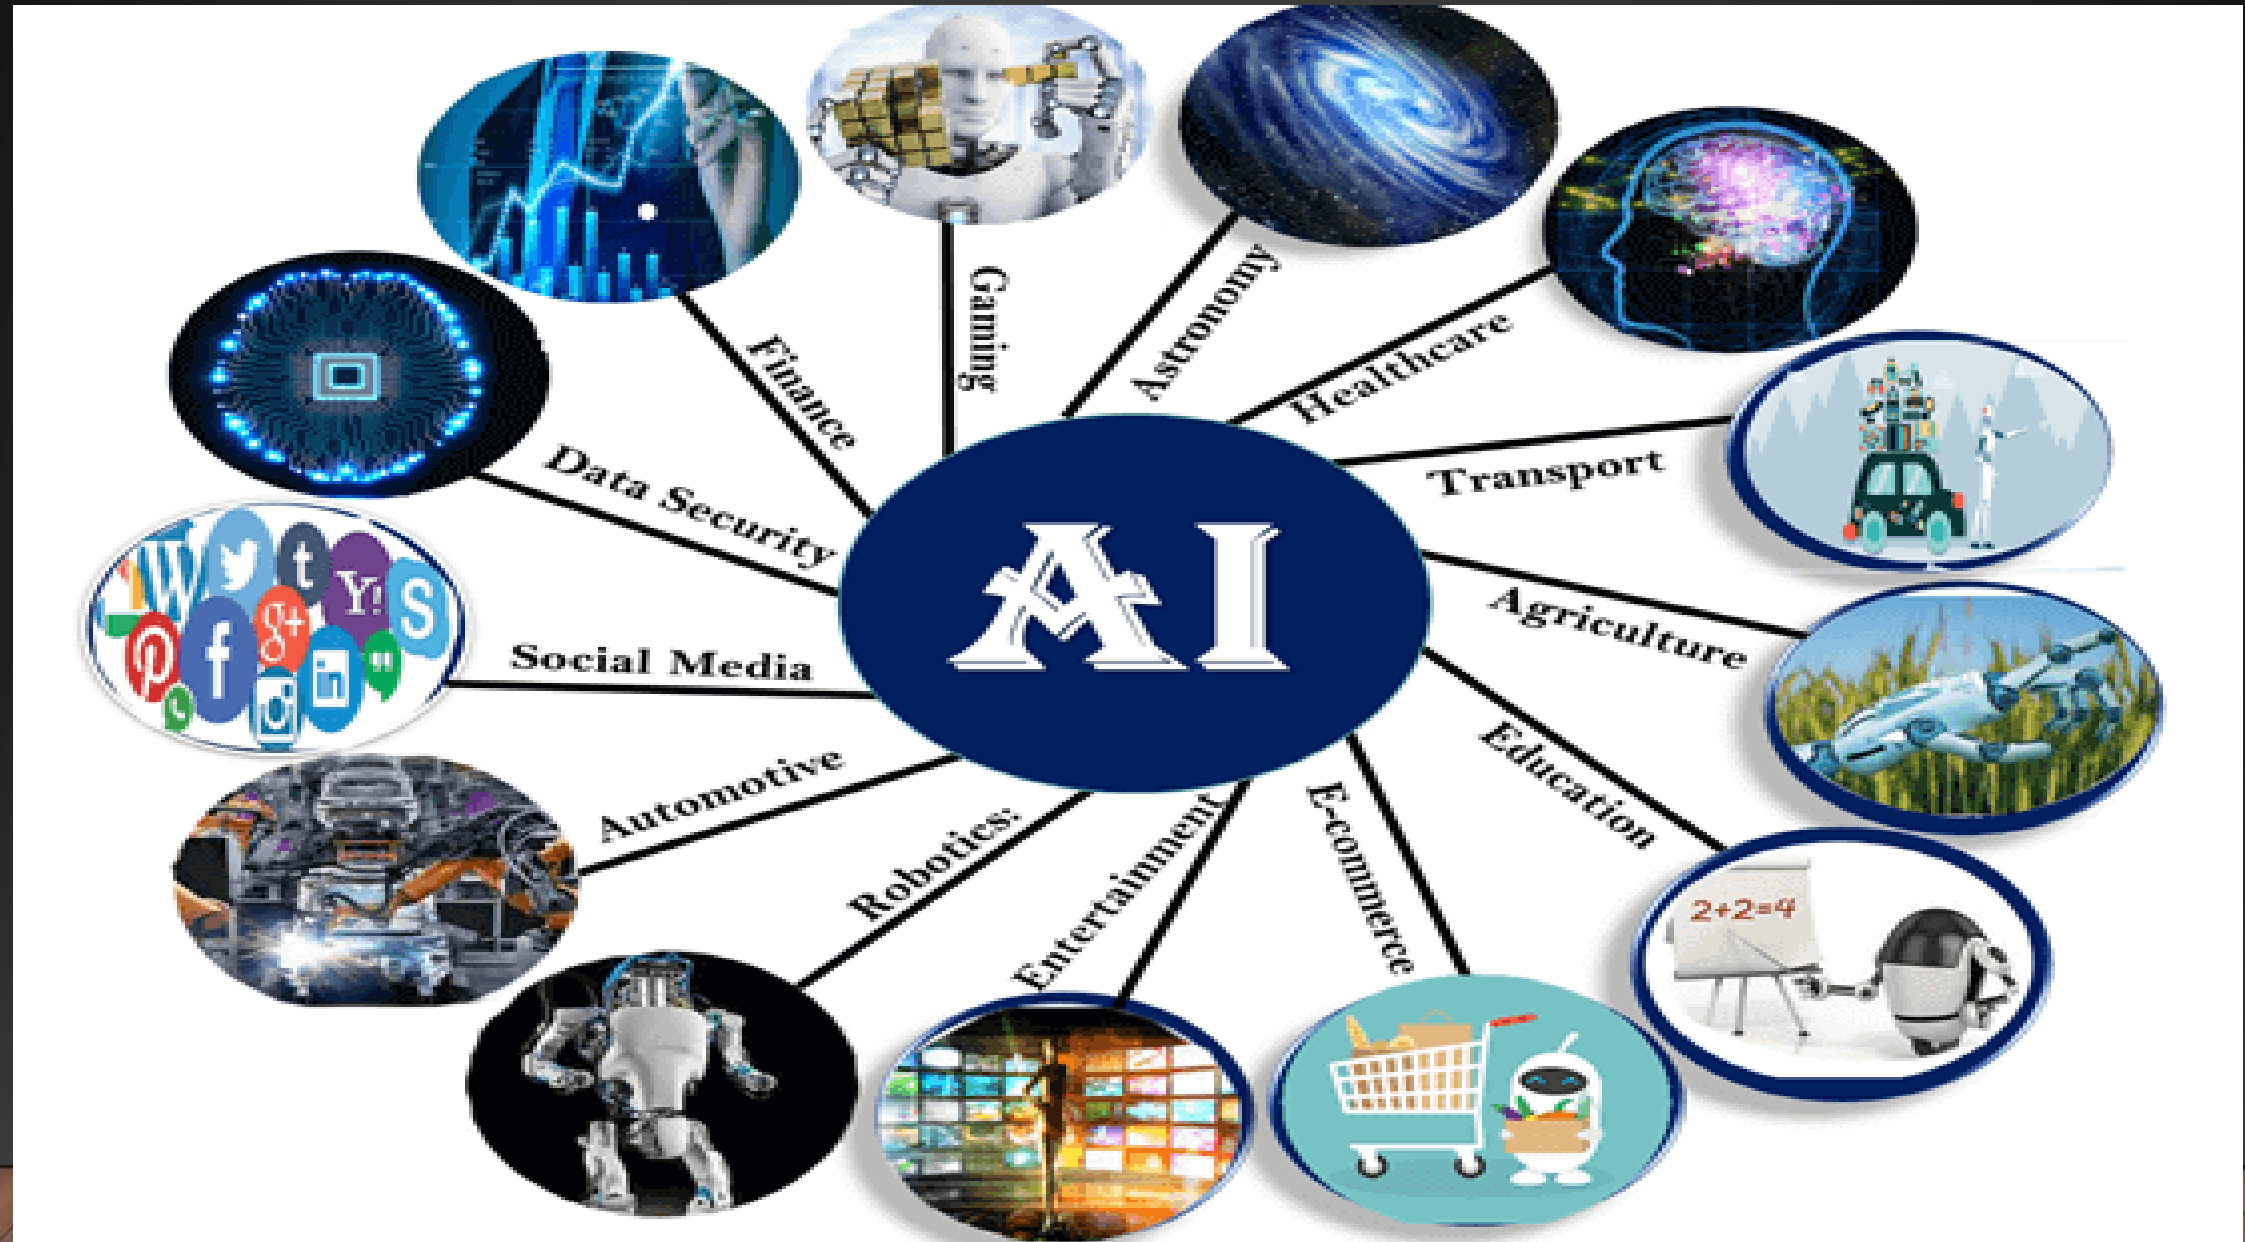 Gaming
Astronomy
Finance
Healthcare
Transport
Data Security
AI
Agriculture
Social Media
Education
Automotive
Robotics:
Entertainment
E-commerce
2+2=4
W
t
Y!
S
g+
f
in